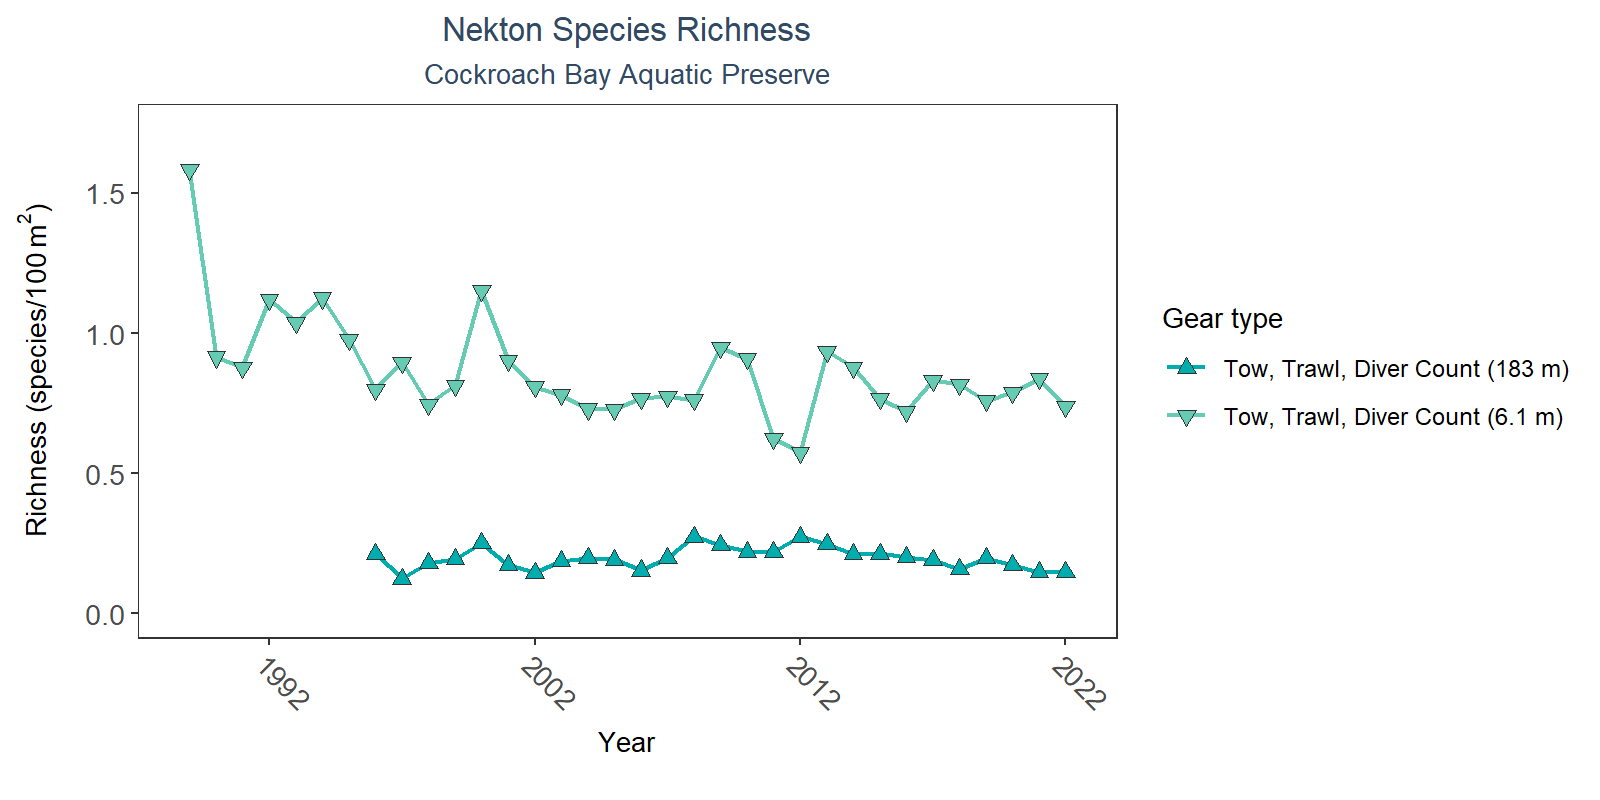 Nekton Species Richness
Cockroach Bay Aquatic Preserve
Richness (species/100 m²)
1.5
1.0
0.5
0.0
1992
2002
2012
2022
Year
Gear type
Tow, Trawl, Diver Count (183 m)
Tow, Trawl, Diver Count (6.1 m)